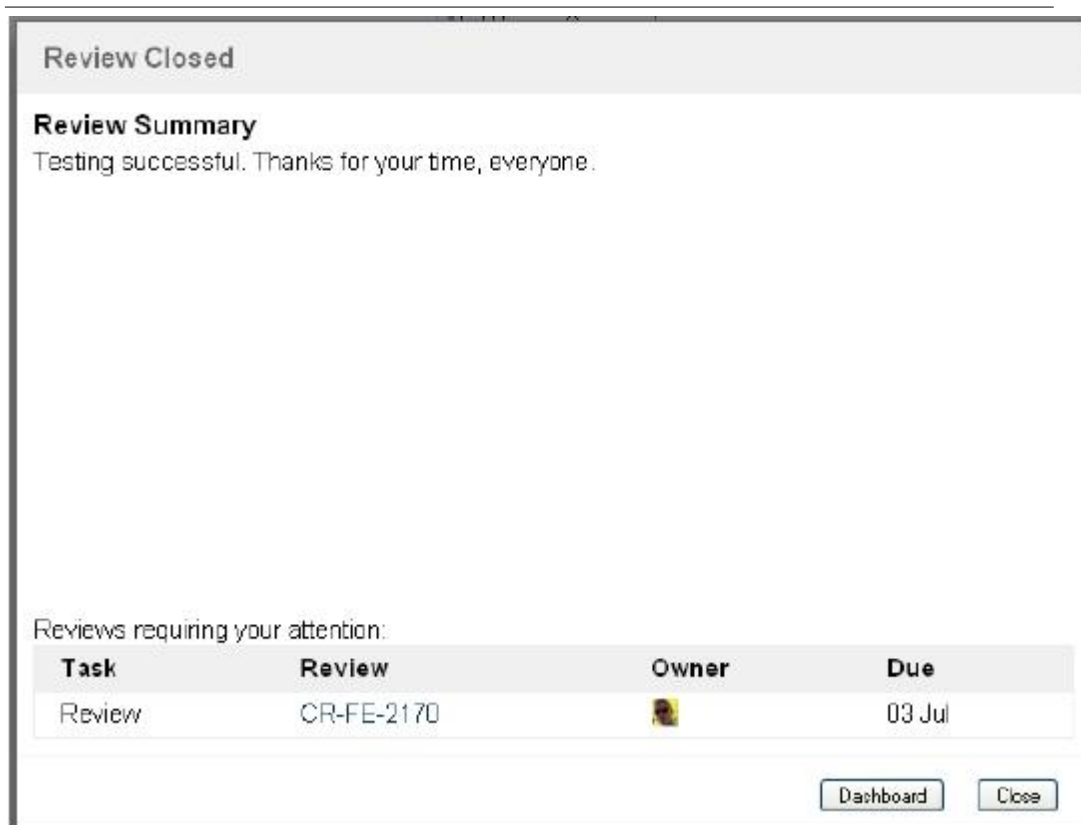 Review Closed
Review Summary
Testing successful. Thanks for your time, everyone.
Reviews requiring your attention:
Task Review Owner Due
Review CR-FE-2170 03 Jul
Dashboard Close